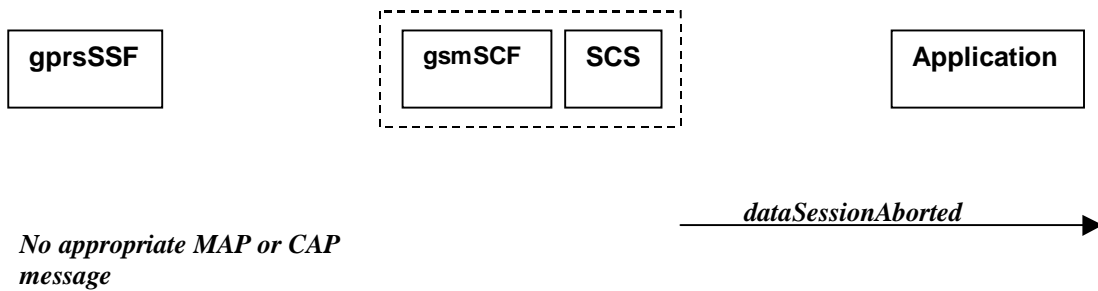 gprsSSF
gsmSCF
SCS
Application
dataSessionAborted
No appropriate MAP or CAP
message